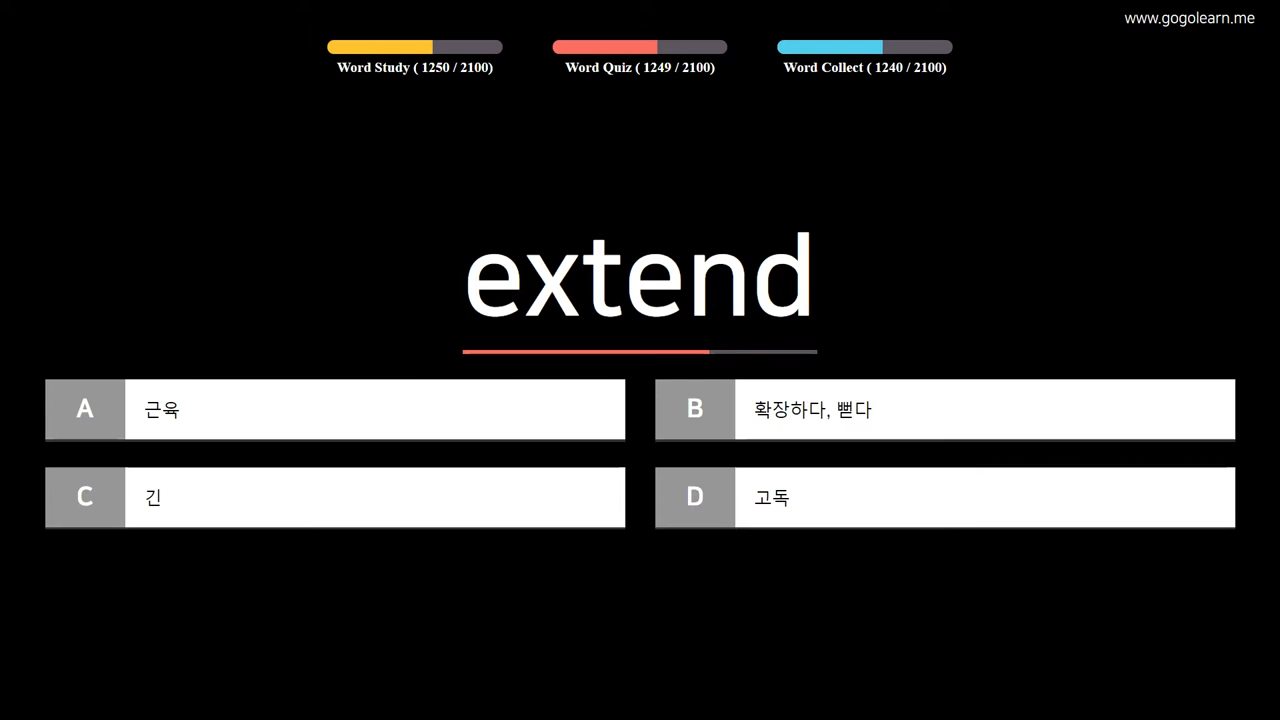 www.gogolearn.me
Word Study ( 1250 / 2100)
Word Quiz ( 1249 / 2100)
Word Collect ( 1240 / 2100)
extend
A 근육
B 확장하다, 뻗다
C 긴
D 고독